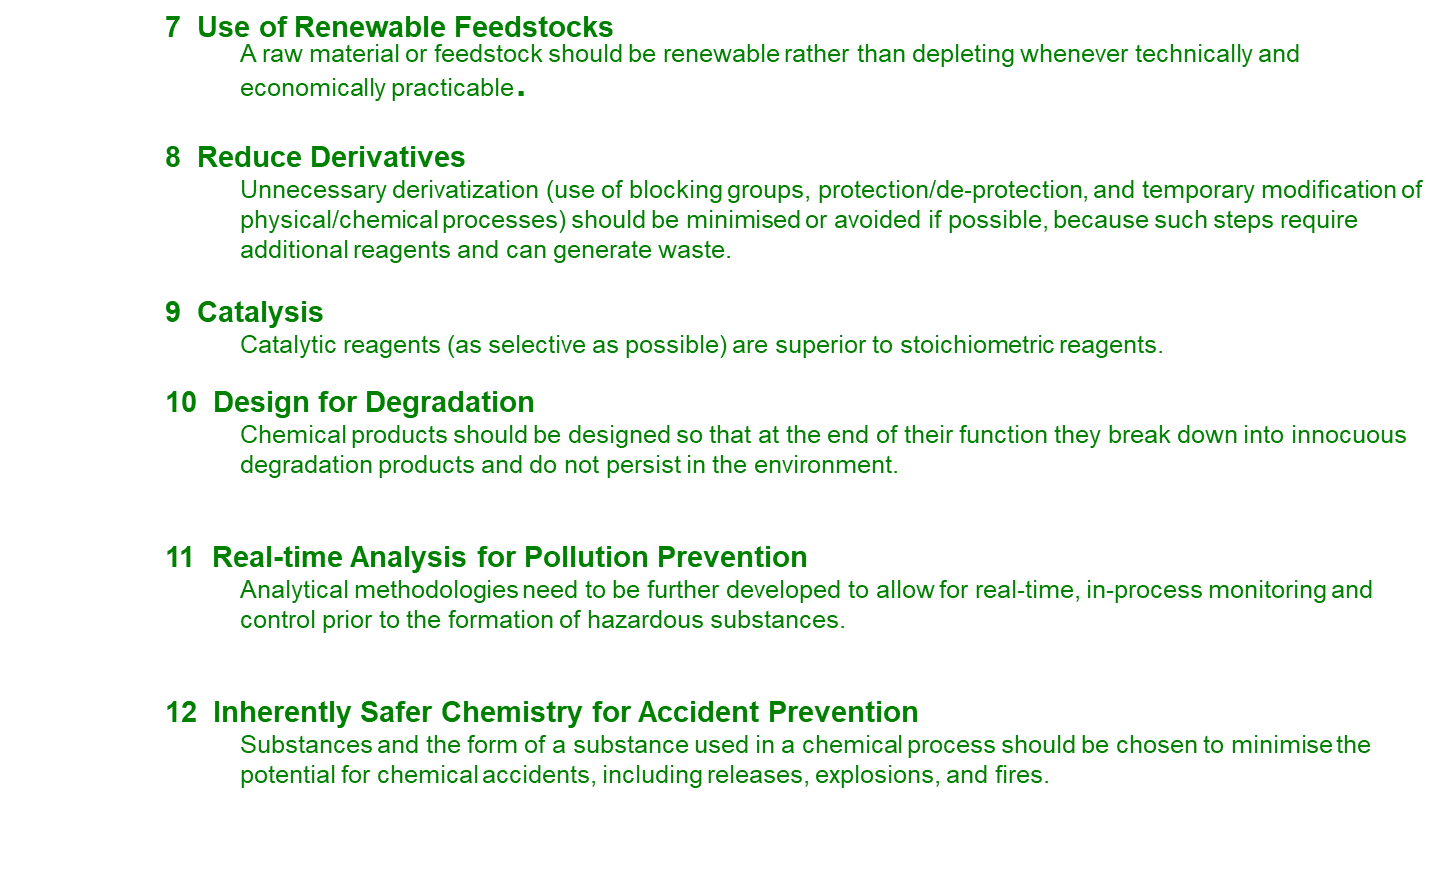 7 Use of Renewable Feedstocks
A raw material or feedstock should be renewable rather than depleting whenever technically and
economically practicable.
8 Reduce Derivatives
Unnecessary derivatization (use of blocking groups, protection/de-protection, and temporary modification of
physical/chemical processes) should be minimised or avoided if possible, because such steps require
additional reagents and can generate waste.
9 Catalysis
Catalytic reagents (as selective as possible) are superior to stoichiometric reagents.
10 Design for Degradation
Chemical products should be designed so that at the end of their function they break down into innocuous
degradation products and do not persist in the environment.
11 Real-time Analysis for Pollution Prevention
Analytical methodologies need to be further developed to allow for real-time, in-process monitoring and
control prior to the formation of hazardous substances.
12 Inherently Safer Chemistry for Accident Prevention
Substances and the form of a substance used in a chemical process should be chosen to minimise the
potential for chemical accidents, including releases, explosions, and fires.